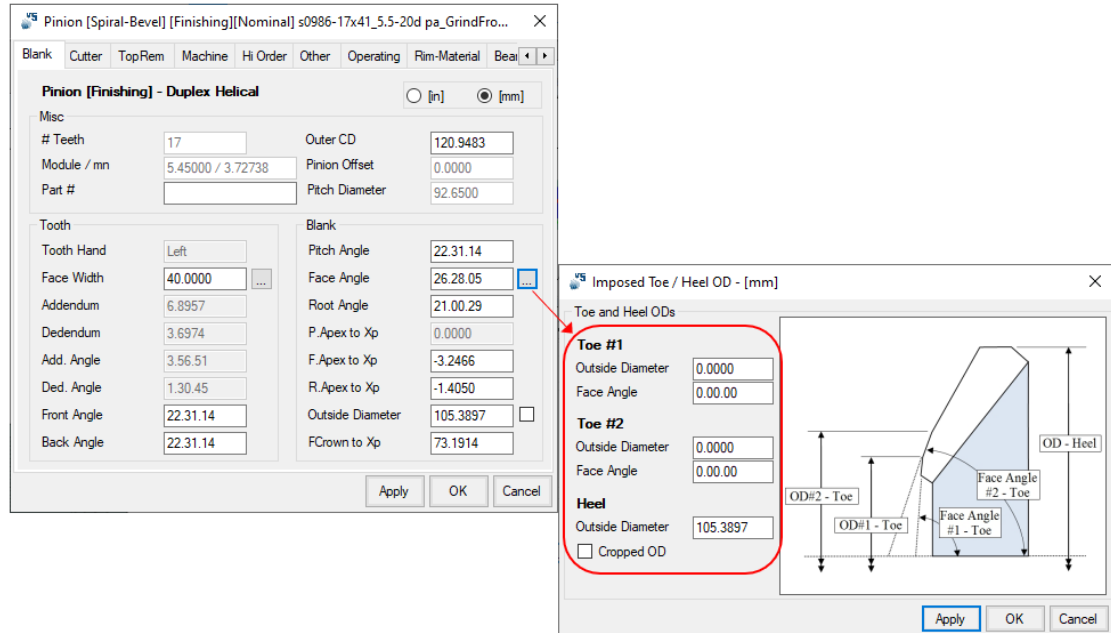 Pinion [Spiral-Bevel] [Finishing][Nominal] s0986-17x41_5.5-20d pa_GrindFro...
Blank Cutter TopRem Machine Hi Order Other Operating Rim-Material Bear
Pinion [Finishing] - Duplex Helical
[in] [mm]
Misc
# Teeth 17 Outer CD 120.9483
Module / mn 5.45000 / 3.72738 Pinion Offset 0.0000
Part # Pitch Diameter 92.6500
Tooth
Tooth Hand Left
Face Width 40.0000 ...
Addendum 6.8957
Dedendum 3.6974
Add. Angle 3.56.51
Ded. Angle 1.30.45
Front Angle 22.31.14
Back Angle 22.31.14
Blank
Pitch Angle 22.31.14
Face Angle 26.28.05 ...
Root Angle 21.00.29
P.Apex to Xp 0.0000
F.Apex to Xp -3.2466
R.Apex to Xp -1.4050
Outside Diameter 105.3897
FCrown to Xp 73.1914
Apply OK Cancel
Imposed Toe / Heel OD - [mm]
Toe and Heel ODs
Toe #1
Outside Diameter 0.0000
Face Angle 0.00.00
Toe #2
Outside Diameter 0.0000
Face Angle 0.00.00
Heel
Outside Diameter 105.3897
Cropped OD
OD - Heel
Face Angle
#2 - Toe
OD#2 - Toe
Face Angle
#1 - Toe
OD#1 - Toe
Apply OK Cancel